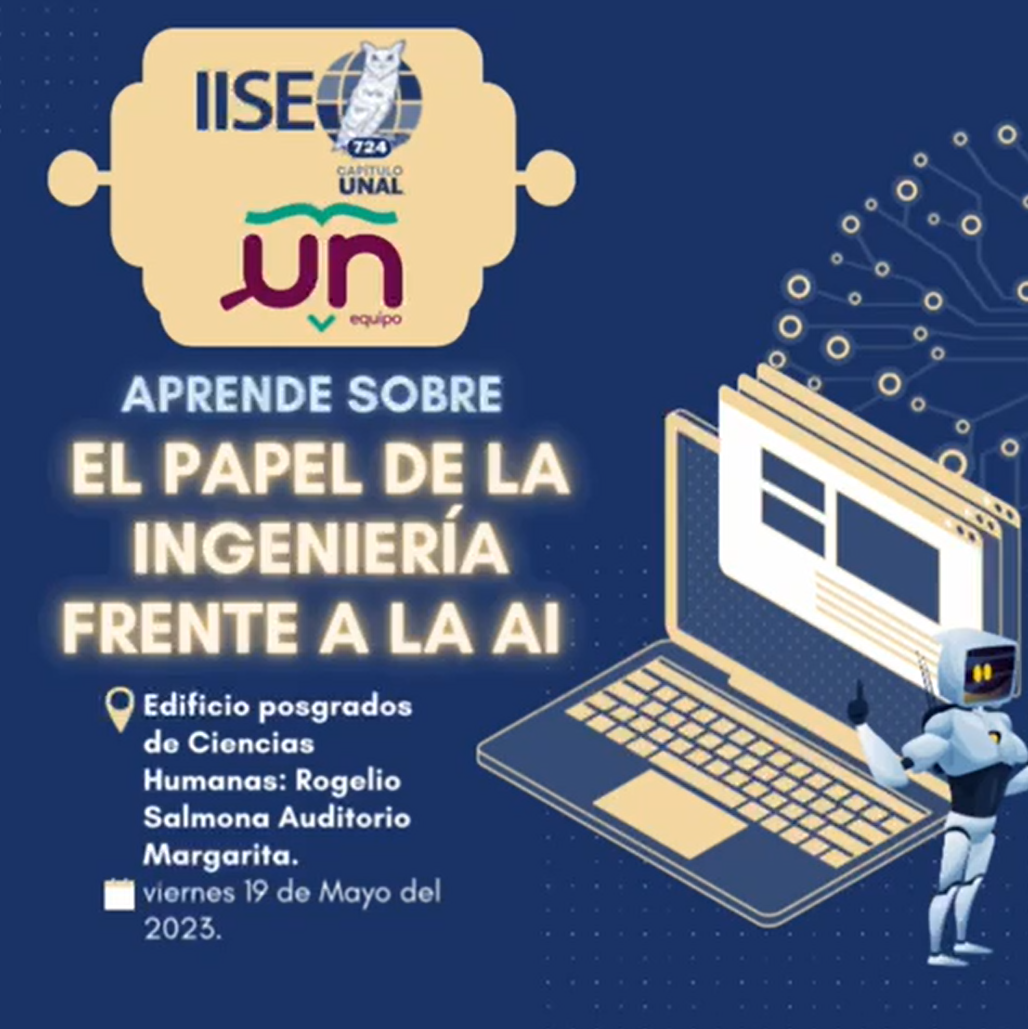 IISE
724
CAPÍTULO
UNAL
un
equipo
APRENDE SOBRE
EL PAPEL DE LA
INGENIERÍA
FRENTE A LA AI
Edificio posgrados
de Ciencias
Humanas: Rogelio
Salmona Auditorio
Margarita.
viernes 19 de Mayo del
2023.